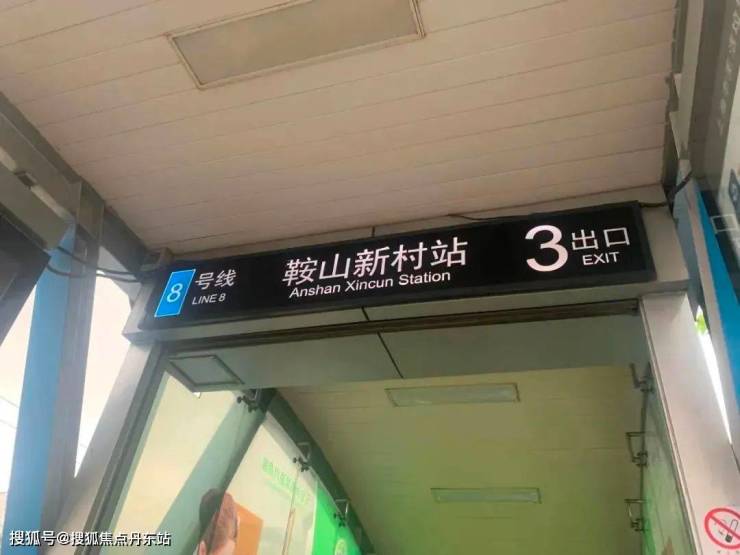 8 号线
LINE 8
鞍山新村站
Anshan Xincun Station
3 出口
EXIT
搜狐号@搜狐焦点丹东站